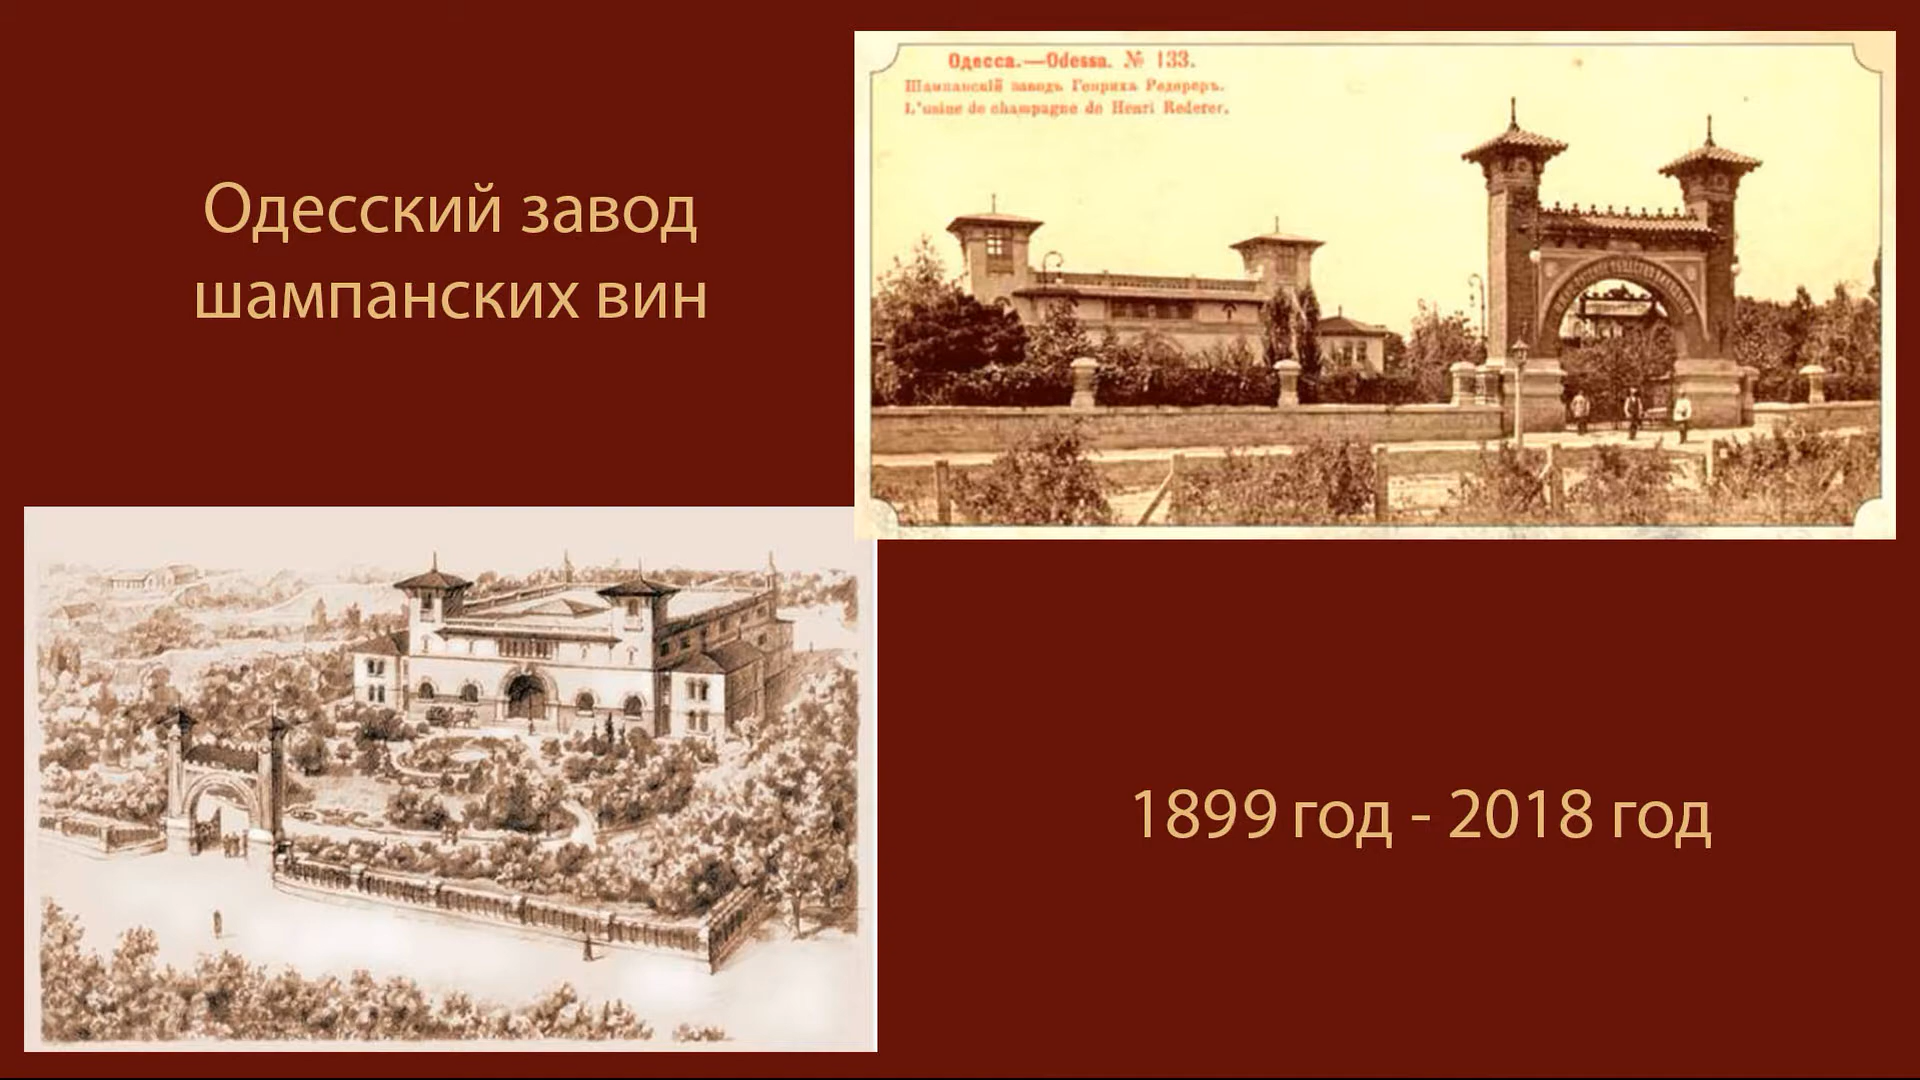 Одесский завод
шампанских вин
Одесса.—Odessa. № 133.
Шампанскій заводъ Генриха Редереръ.
L'usine de champagne de Henri Rederer.
1899 год - 2018 год